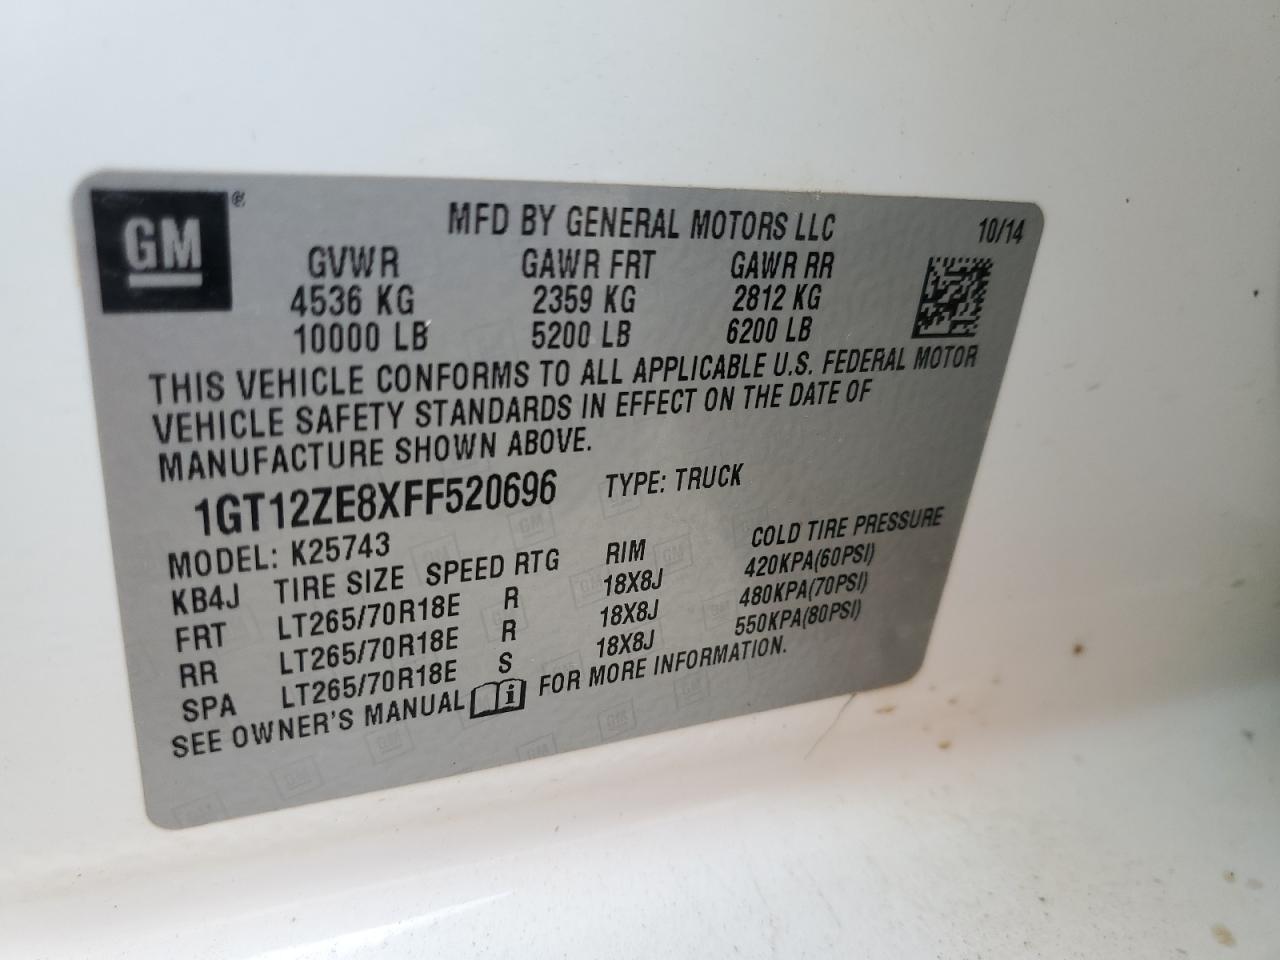 GM ®
MFD BY GENERAL MOTORS LLC 10/14
GVWR GAWR FRT GAWR RR
4536 KG 2359 KG 2812 KG
10000 LB 5200 LB 6200 LB
THIS VEHICLE CONFORMS TO ALL APPLICABLE U.S. FEDERAL MOTOR
VEHICLE SAFETY STANDARDS IN EFFECT ON THE DATE OF
MANUFACTURE SHOWN ABOVE.
1GT12ZE8XFF520696 TYPE: TRUCK
MODEL: K25743
KB4J TIRE SIZE SPEED RTG RIM COLD TIRE PRESSURE
FRT LT265/70R18E R 18X8J 420KPA(60PSI)
RR LT265/70R18E R 18X8J 480KPA(70PSI)
SPA LT265/70R18E S 18X8J 550KPA(80PSI)
SEE OWNER'S MANUAL i FOR MORE INFORMATION.